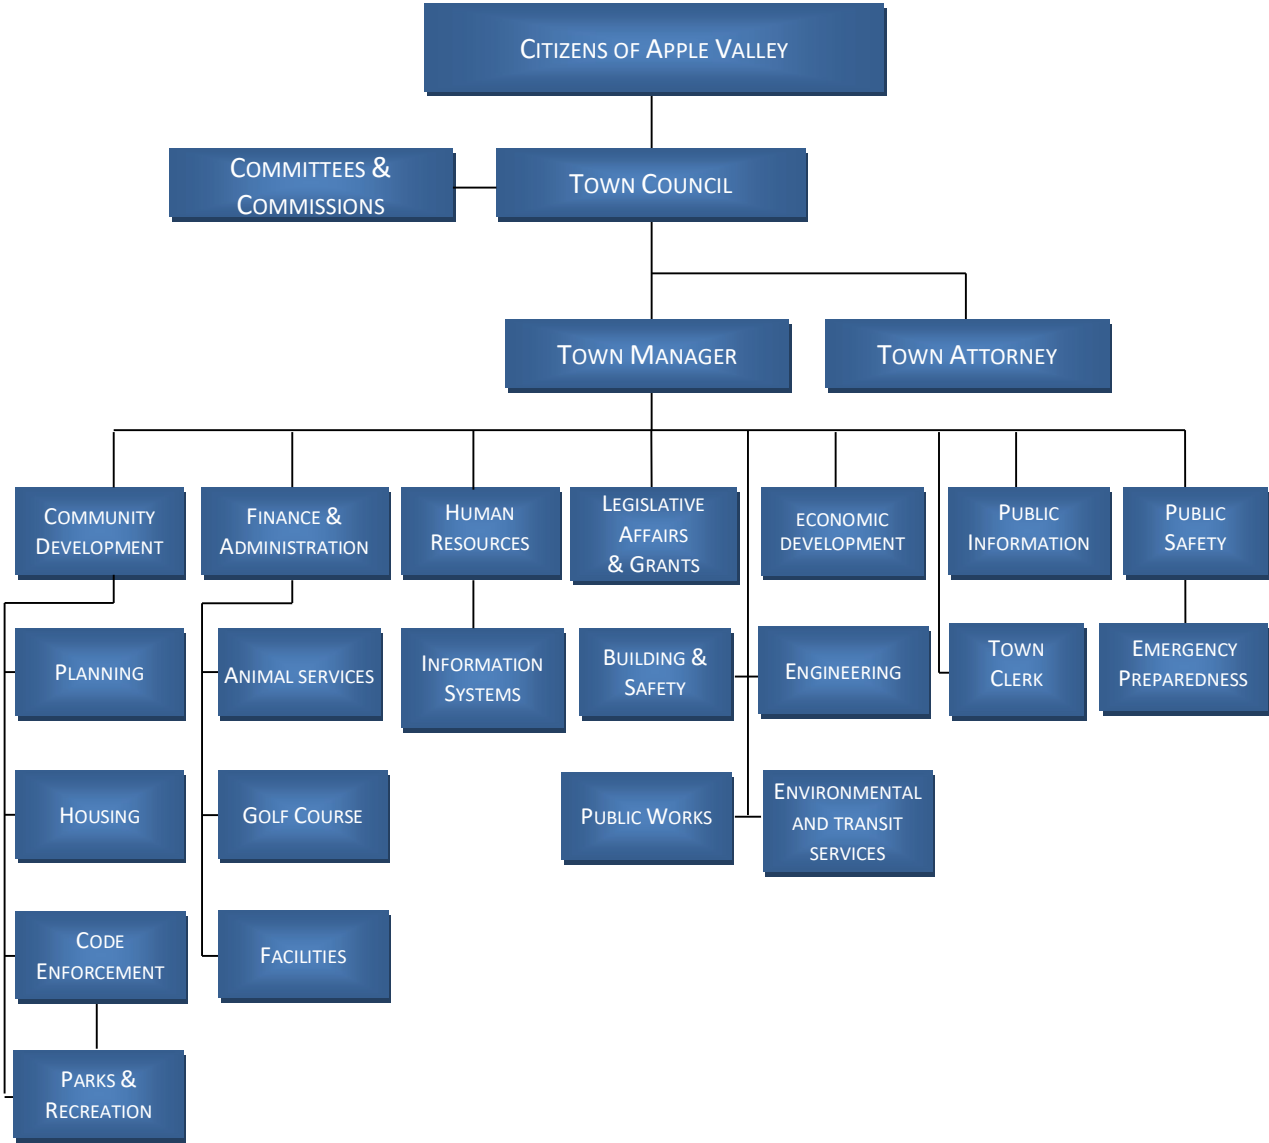 CITIZENS OF APPLE VALLEY
COMMITTEES &
COMMISSIONS
TOWN COUNCIL
TOWN MANAGER
TOWN ATTORNEY
COMMUNITY
DEVELOPMENT
FINANCE &
ADMINISTRATION
HUMAN
RESOURCES
LEGISLATIVE
AFFAIRS
& GRANTS
ECONOMIC
DEVELOPMENT
PUBLIC
INFORMATION
PUBLIC
SAFETY
PLANNING
ANIMAL SERVICES
INFORMATION
SYSTEMS
BUILDING &
SAFETY
ENGINEERING
TOWN
CLERK
EMERGENCY
PREPAREDNESS
HOUSING
GOLF COURSE
PUBLIC WORKS
ENVIRONMENTAL
AND TRANSIT
SERVICES
CODE
ENFORCEMENT
FACILITIES
PARKS &
RECREATION